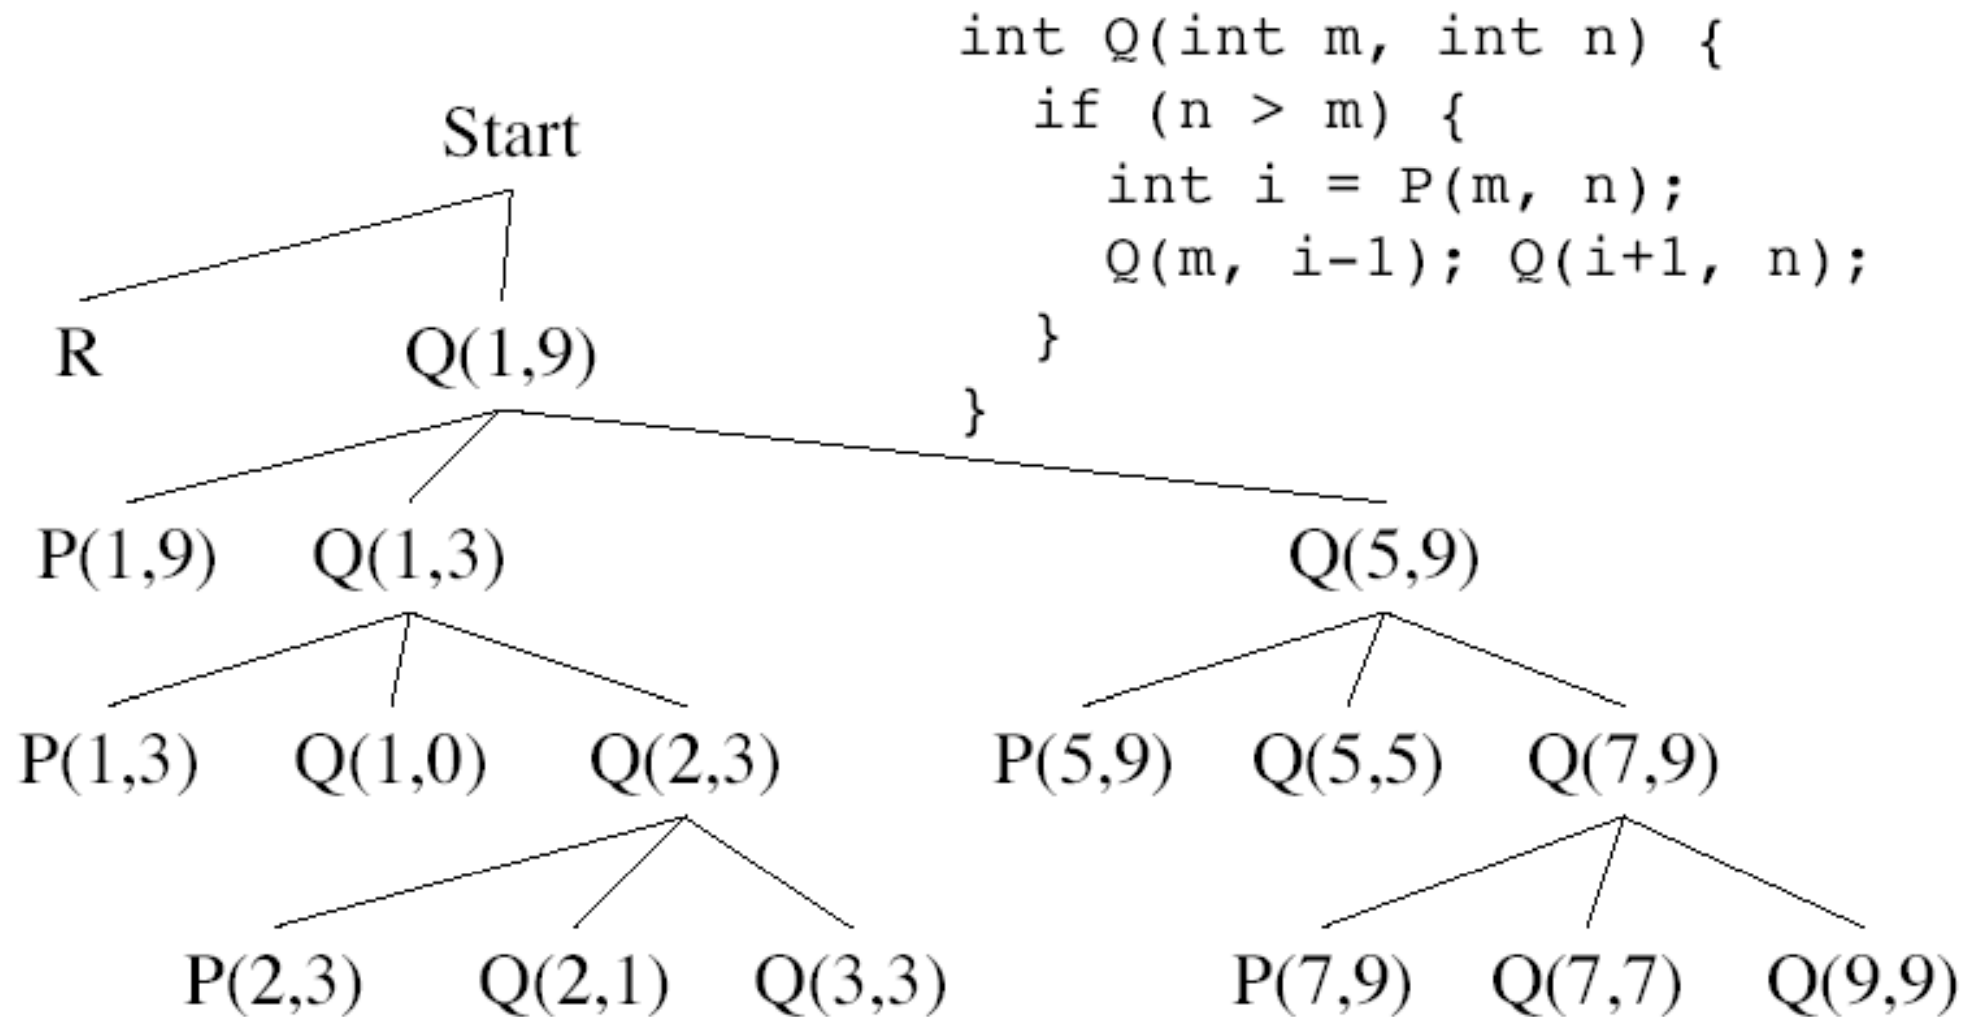 int Q(int m, int n) {
if (n > m) {
int i = P(m, n);
Q(m, i-1); Q(i+1, n);
}
}
Start
R Q(1,9)
P(1,9) Q(1,3) Q(5,9)
P(1,3) Q(1,0) Q(2,3) P(5,9) Q(5,5) Q(7,9)
P(2,3) Q(2,1) Q(3,3) P(7,9) Q(7,7) Q(9,9)